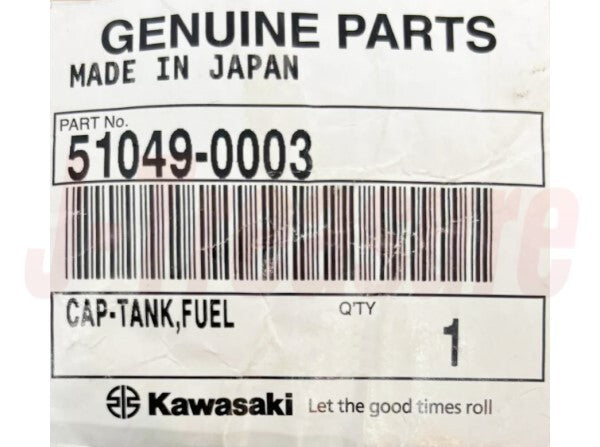 GENUINE PARTS
MADE IN JAPAN
PART No.
51049-0003
CAP-TANK,FUEL
Q'TY
1
Kawasaki Let the good times roll